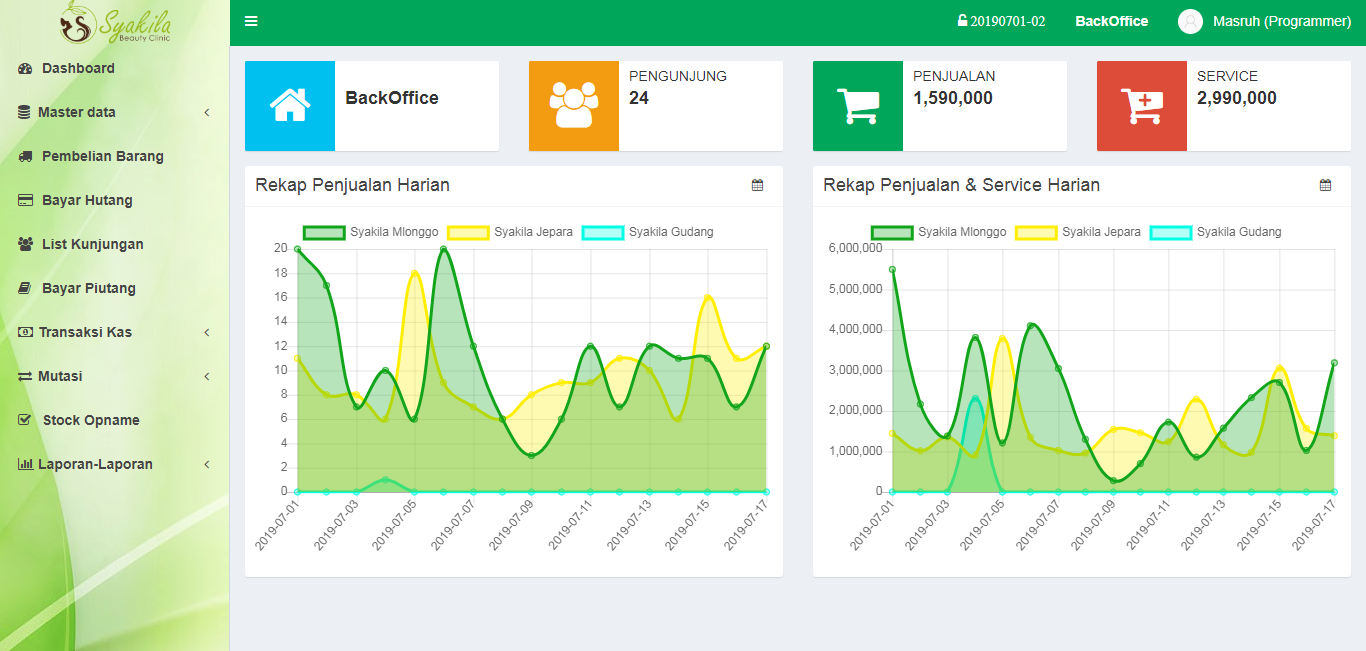 Syakila
Beauty Clinic
20190701-02
BackOffice
Masruh (Programmer)
Dashboard
Master data
Pembelian Barang
Bayar Hutang
List Kunjungan
Bayar Piutang
Transaksi Kas
Mutasi
Stock Opname
Laporan-Laporan
BackOffice
PENGUNJUNG
24
PENJUALAN
1,590,000
SERVICE
2,990,000
Rekap Penjualan Harian
Syakila Mlonggo Syakila Jepara Syakila Gudang
20
18
16
14
12
10
8
6
4
2
0
2019-07-01 2019-07-03 2019-07-05 2019-07-07 2019-07-09 2019-07-11 2019-07-13 2019-07-15 2019-07-17
Rekap Penjualan & Service Harian
Syakila Mlonggo Syakila Jepara Syakila Gudang
6,000,000
5,000,000
4,000,000
3,000,000
2,000,000
1,000,000
0
2019-07-01 2019-07-03 2019-07-05 2019-07-07 2019-07-09 2019-07-11 2019-07-13 2019-07-15 2019-07-17